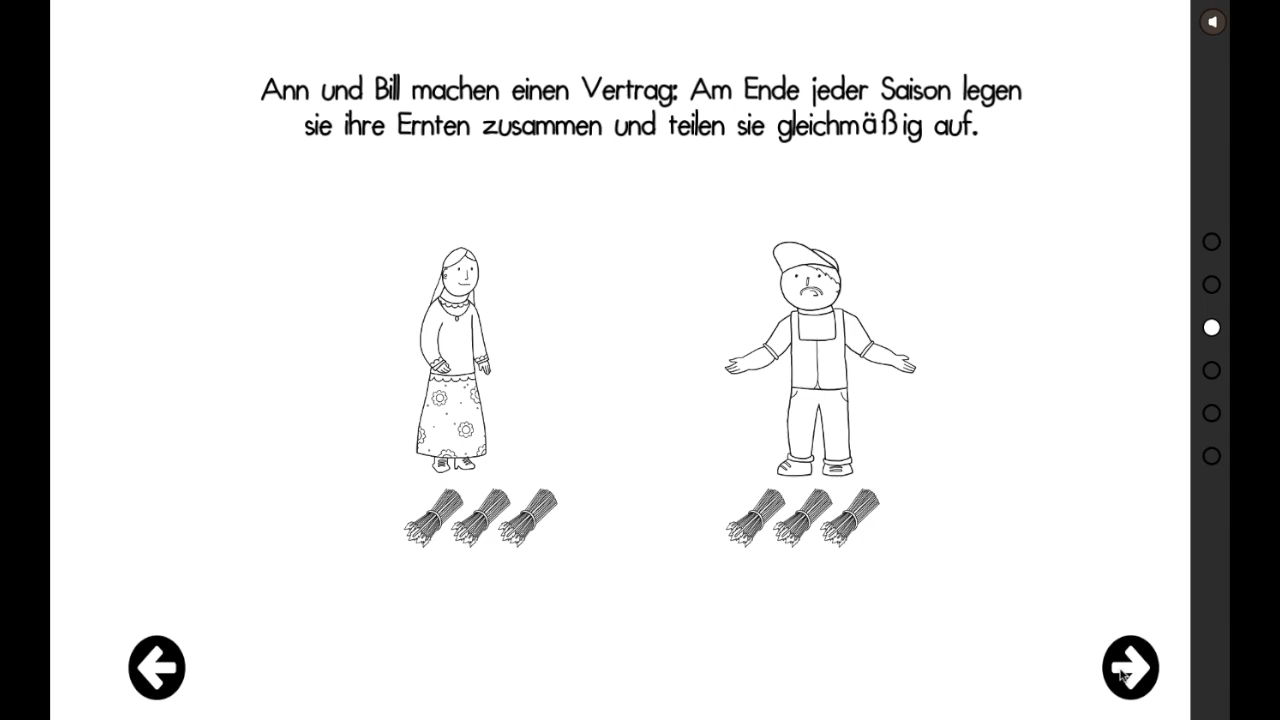 Ann und Bill machen einen Vertrag: Am Ende jeder Saison legen
sie ihre Ernten zusammen und teilen sie gleichmäßig auf.